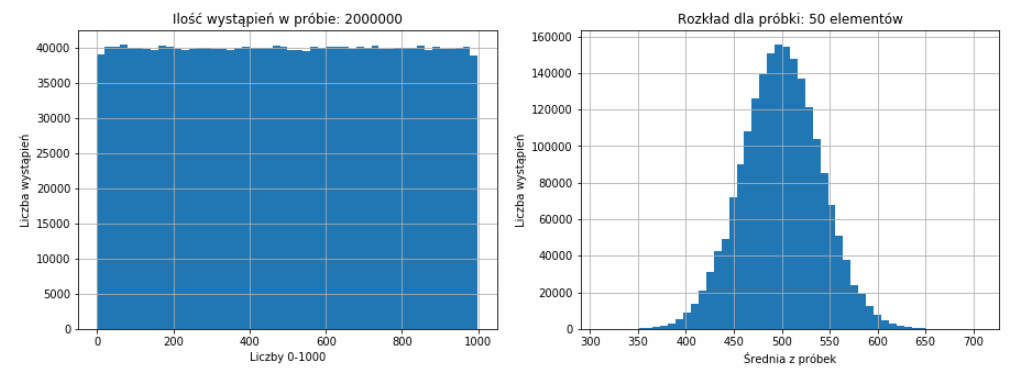 Ilość wystąpień w próbie: 2000000
40000
35000
30000
25000
20000
15000
10000
5000
0
Liczba wystąpień
0 200 400 600 800 1000
Liczby 0-1000
Rozkład dla próbki: 50 elementów
160000
140000
120000
100000
80000
60000
40000
20000
0
Liczba wystąpień
300 350 400 450 500 550 600 650 700
Średnia z próbek